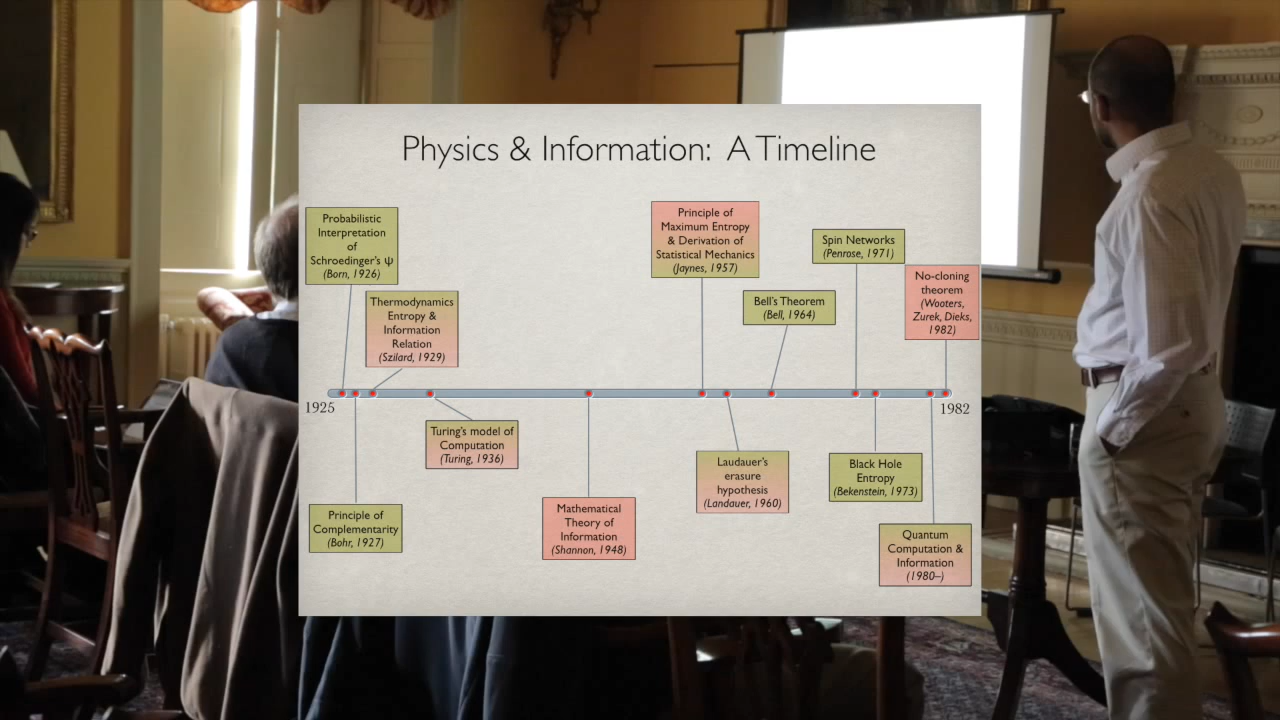 Physics & Information: A Timeline
Probabilistic
Interpretation
of
Schroedinger's ψ
(Born, 1926)
Thermodynamics
Entropy &
Information
Relation
(Szilard, 1929)
Principle of
Maximum Entropy
& Derivation of
Statistical Mechanics
(Jaynes, 1957)
Bell's Theorem
(Bell, 1964)
Spin Networks
(Penrose, 1971)
No-cloning
theorem
(Wooters,
Zurek, Dieks,
1982)
1925
1982
Principle of
Complementarity
(Bohr, 1927)
Turing's model of
Computation
(Turing, 1936)
Mathematical
Theory of
Information
(Shannon, 1948)
Laudauer's
erasure
hypothesis
(Landauer, 1960)
Black Hole
Entropy
(Bekenstein, 1973)
Quantum
Computation &
Information
(1980–)